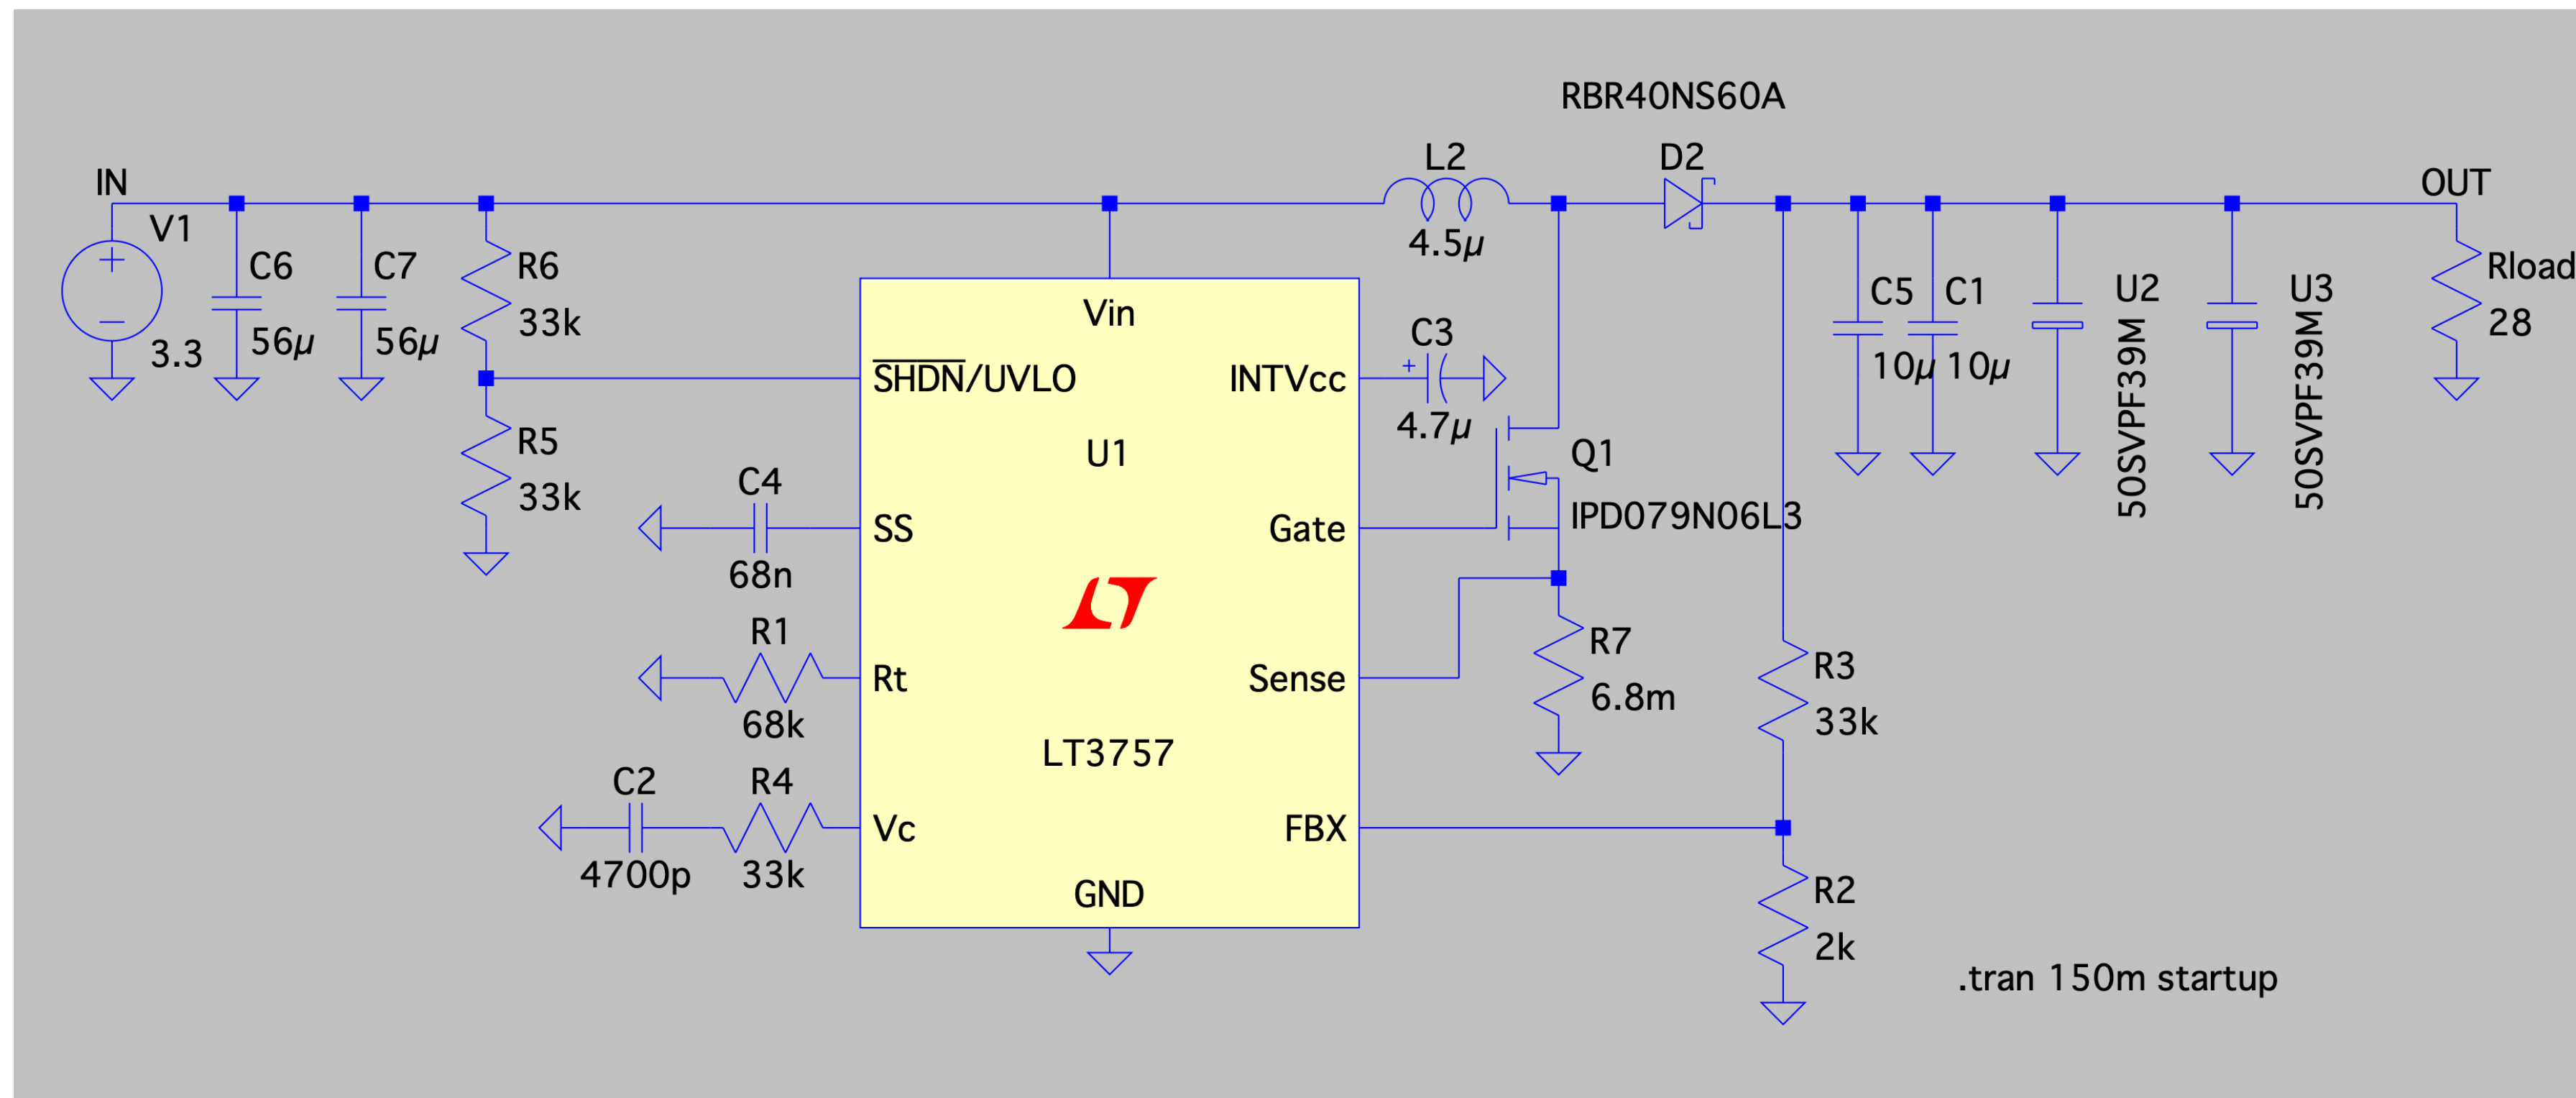 RBR40NS60A
IN
V1
3.3
C6
56µ
C7
56µ
R6
33k
R5
33k
L2
4.5µ
D2
OUT
C5
10µ
C1
10µ
U2
50SVPF39M
U3
50SVPF39M
Rload
28
Vin
SHDN/UVLO
INTVcc
U1
SS
Gate
Rt
Sense
LT3757
Vc
FBX
GND
C3
+
4.7µ
Q1
IPD079N06L3
C4
68n
R1
68k
C2
4700p
R4
33k
R7
6.8m
R3
33k
R2
2k
.tran 150m startup